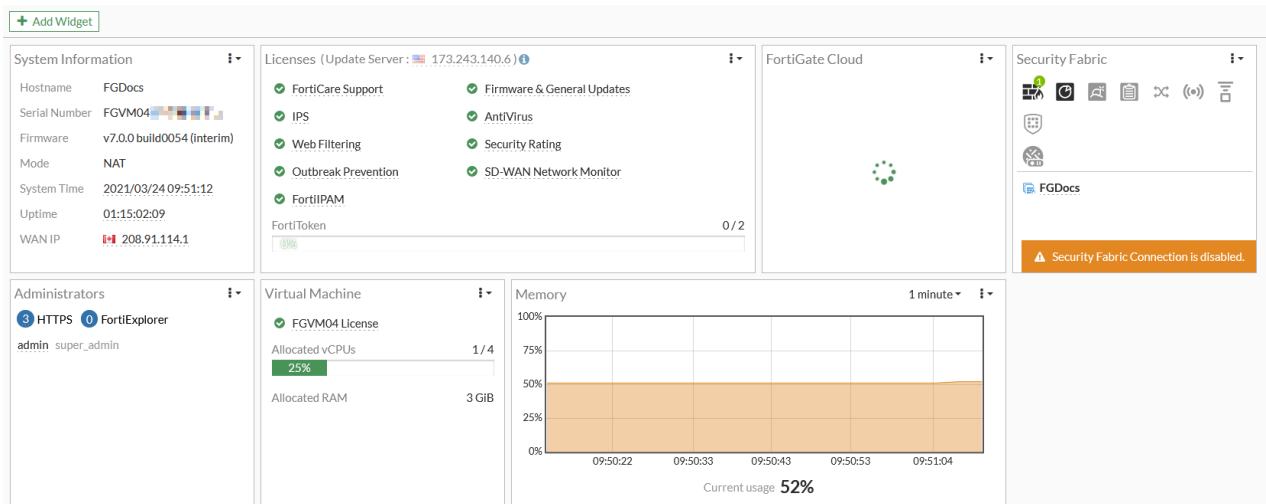 + Add Widget
System Information
Hostname FGDocs
Serial Number FGVM04
Firmware v7.0.0 build0054 (interim)
Mode NAT
System Time 2021/03/24 09:51:12
Uptime 01:15:02:09
WAN IP 208.91.114.1
Licenses (Update Server: 173.243.140.6)
FortiCare Support Firmware & General Updates
IPS AntiVirus
Web Filtering Security Rating
Outbreak Prevention SD-WAN Network Monitor
FortiIPAM
FortiToken 0 / 2
0%
FortiGate Cloud
Security Fabric
1
FGDocs
Security Fabric Connection is disabled.
Administrators
3 HTTPS 0 FortiExplorer
admin super_admin
Virtual Machine
FGVM04 License
Allocated vCPUs 1 / 4
25%
Allocated RAM 3 GiB
Memory 1 minute
100%
75%
50%
25%
0%
09:50:22 09:50:33 09:50:43 09:50:53 09:51:04
Current usage 52%